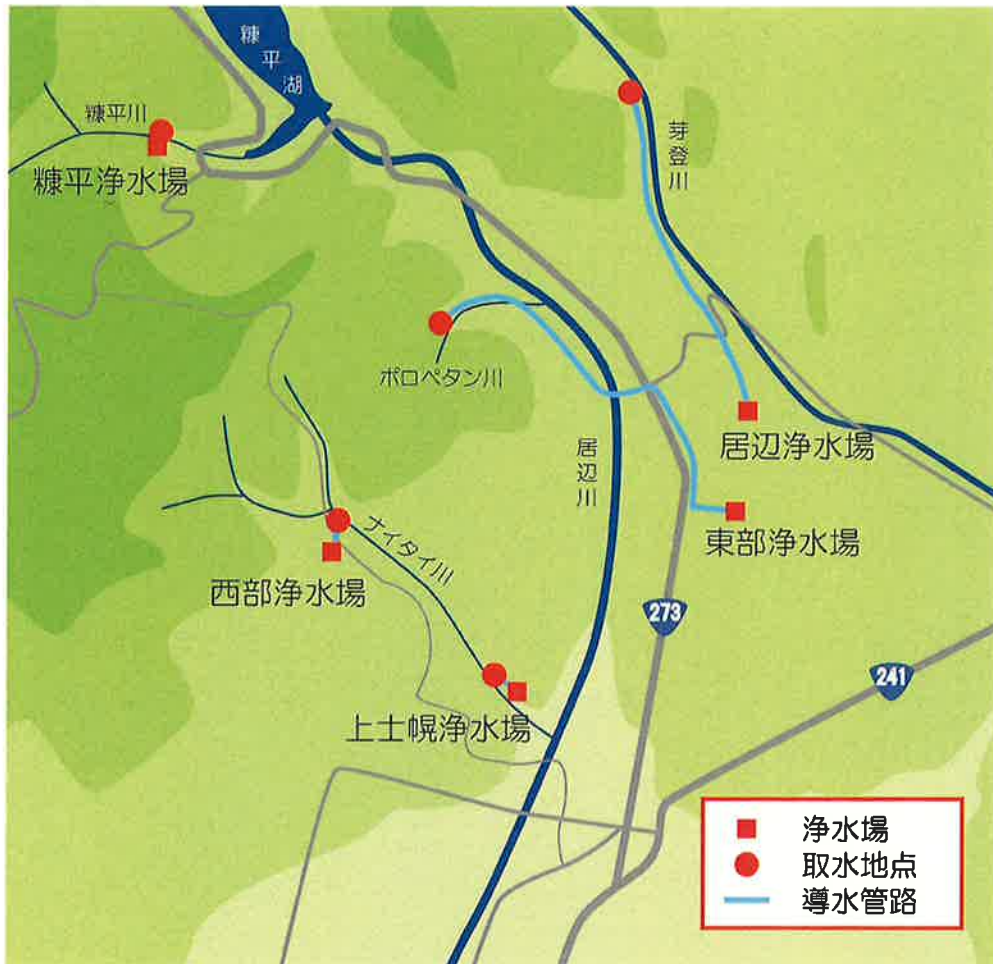 糠平湖
糠平川
糠平浄水場
芽登川
ポロペタン川
居辺川
居辺浄水場
東部浄水場
ナイタイ川
西部浄水場
273
241
上士幌浄水場
浄水場
取水地点
導水管路